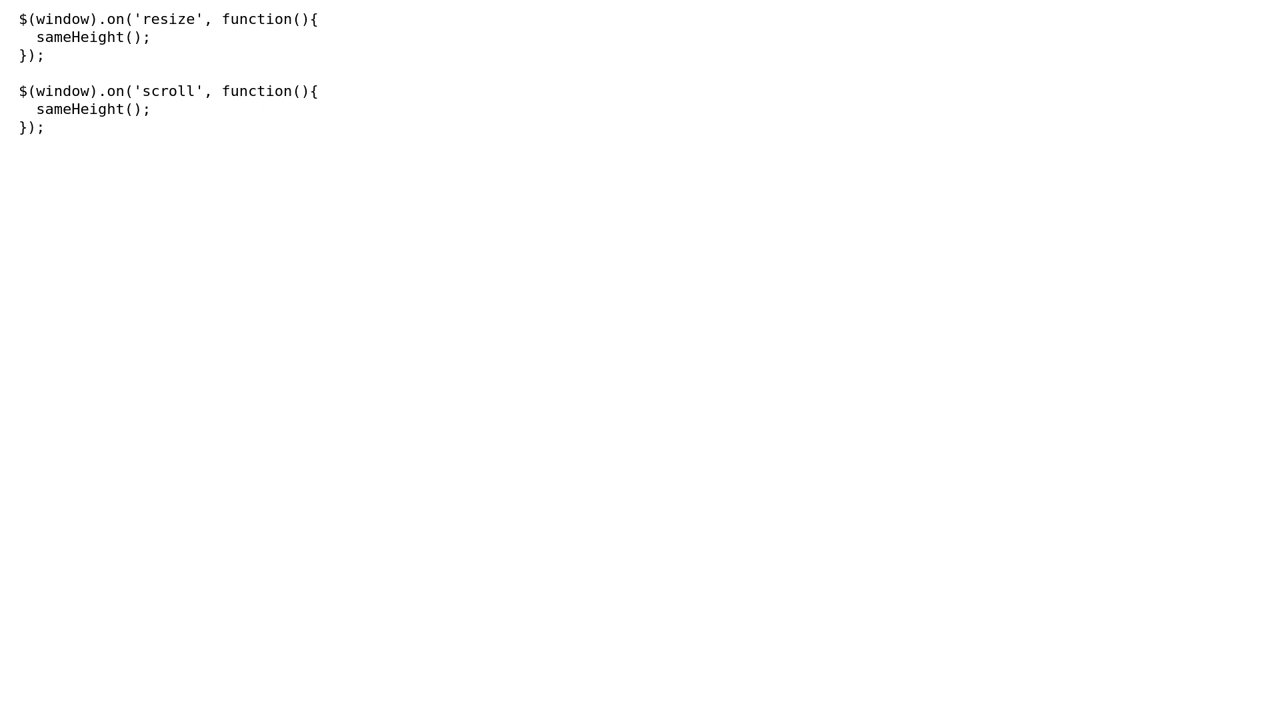 $(window).on('resize', function(){
  sameHeight();
});

$(window).on('scroll', function(){
  sameHeight();
});